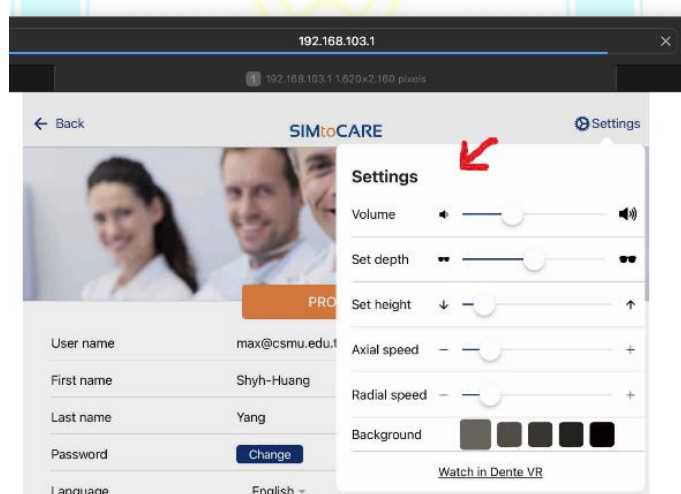 192.168.103.1
1 192.168.103.1 1.620×2.160 pixels
← Back
SIMtoCARE
Settings
Settings
Volume
Set depth
Set height
PRO
Axial speed
Radial speed
Background
Watch in Dente VR
User name max@csmu.edu.t
First name Shyh-Huang
Last name Yang
Password Change
Language English